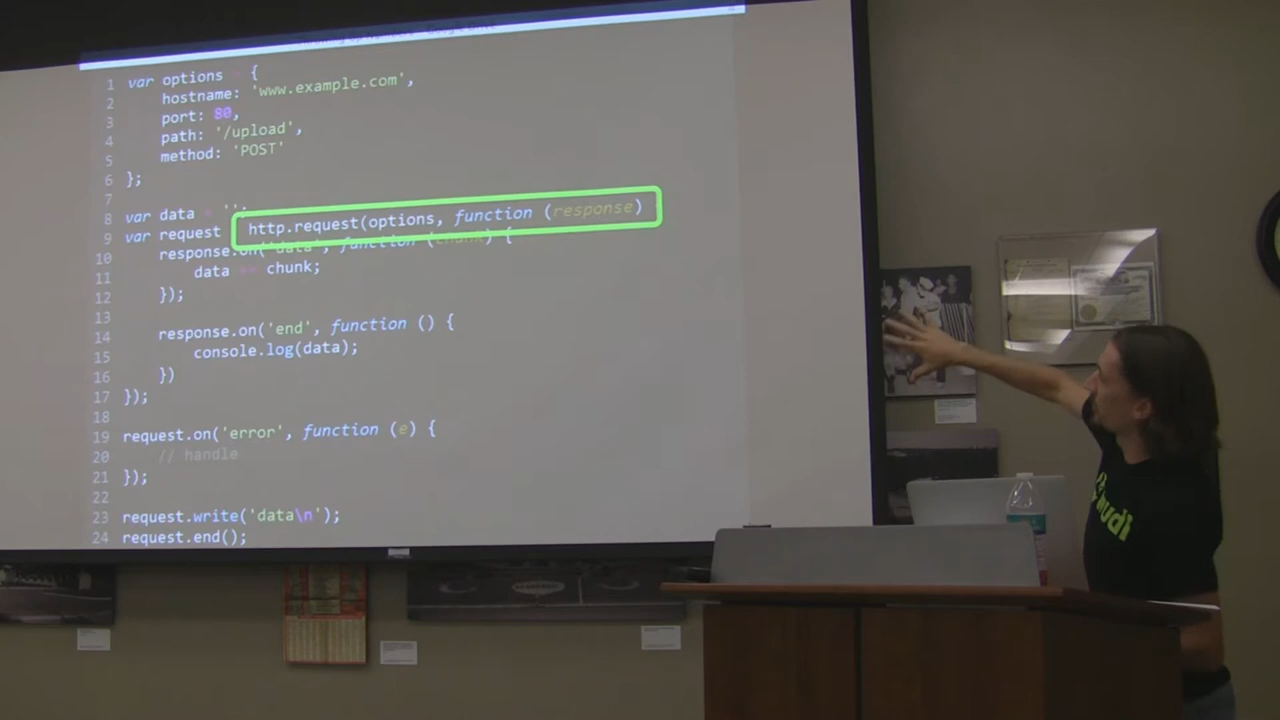 1 var options = {
2 hostname: 'www.example.com',
3 port: 80,
4 path: '/upload',
5 method: 'POST'
6 };
7
8 var data = '';
9 var request http.request(options, function (response)
10 response.on('data', function (chunk) {
11 data += chunk;
12 });
13
14 response.on('end', function () {
15 console.log(data);
16 })
17 });
18
19 request.on('error', function (e) {
20 // handle
21 });
22
23 request.write('data\n');
24 request.end();